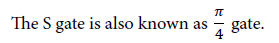 The S gate is also known as π/4 gate.